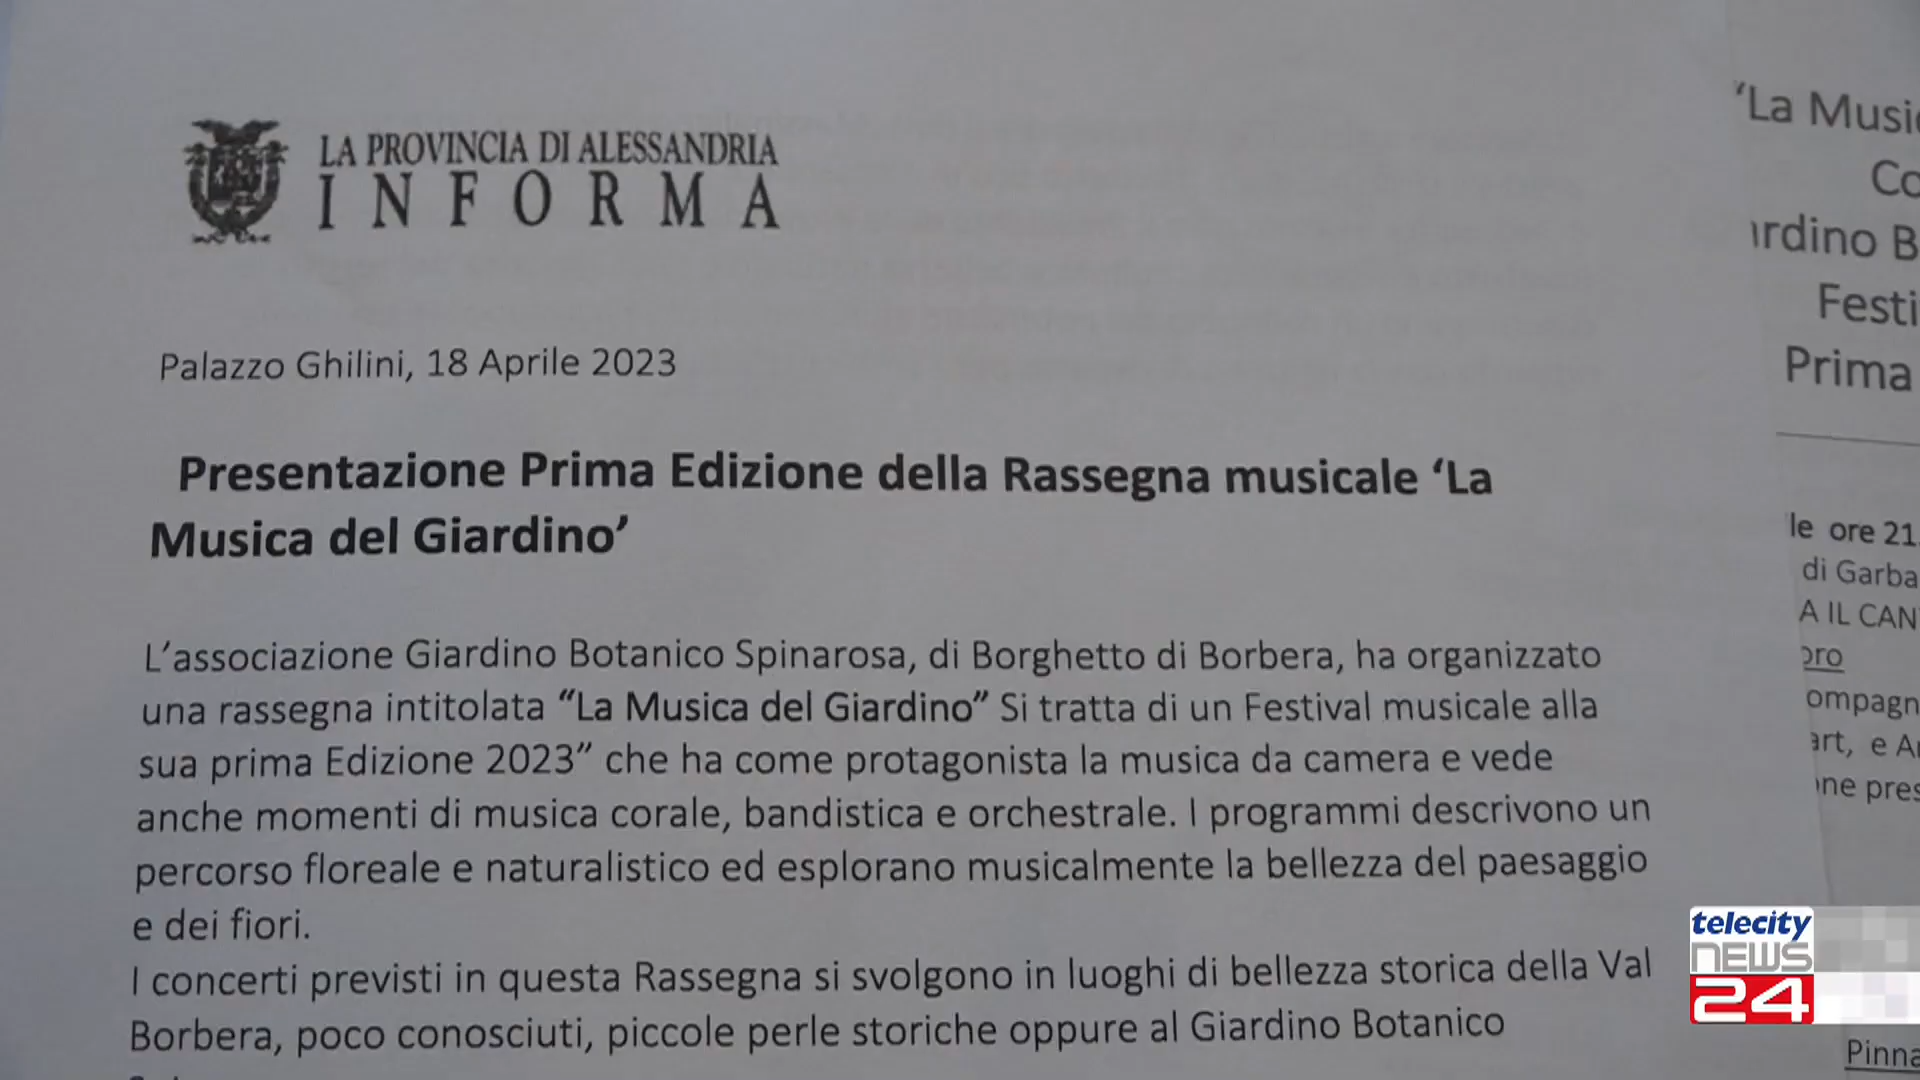 LA PROVINCIA DI ALESSANDRIA
INFORMA
Palazzo Ghilini, 18 Aprile 2023
Presentazione Prima Edizione della Rassegna musicale ‘La
Musica del Giardino’
L’associazione Giardino Botanico Spinarosa, di Borghetto di Borbera, ha organizzato
una rassegna intitolata “La Musica del Giardino” Si tratta di un Festival musicale alla
sua prima Edizione 2023” che ha come protagonista la musica da camera e vede
anche momenti di musica corale, bandistica e orchestrale. I programmi descrivono un
percorso floreale e naturalistico ed esplorano musicalmente la bellezza del paesaggio
e dei fiori.
I concerti previsti in questa Rassegna si svolgono in luoghi di bellezza storica della Val
Borbera, poco conosciuti, piccole perle storiche oppure al Giardino Botanico
‘La Musi
Co
ardino B
Festi
Prima
le ore 21
di Garba
A IL CAN
pro
ompagn
art, e A
ne pres
Pinna
telecity
NEWS
24